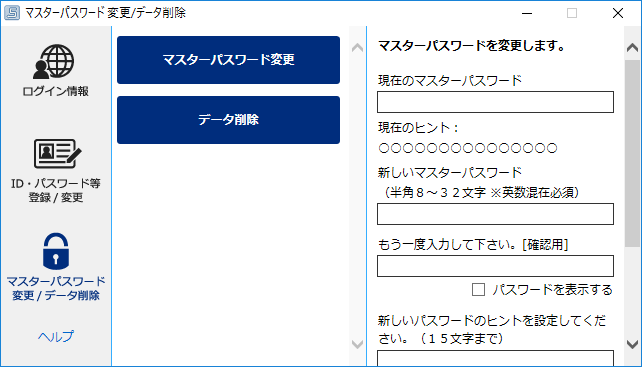 マスターパスワード 変更/データ削除
ログイン情報
ID・パスワード等
登録 / 変更
マスターパスワード
変更 / データ削除
ヘルプ
マスターパスワード変更
データ削除
マスターパスワードを変更します。
現在のマスターパスワード
現在のヒント：
○○○○○○○○○○○○○○○
新しいマスターパスワード
（半角８～３２文字 ※英数混在必須）
もう一度入力して下さい。[確認用]
パスワードを表示する
新しいパスワードのヒントを設定してくだ
さい。（１５文字まで）